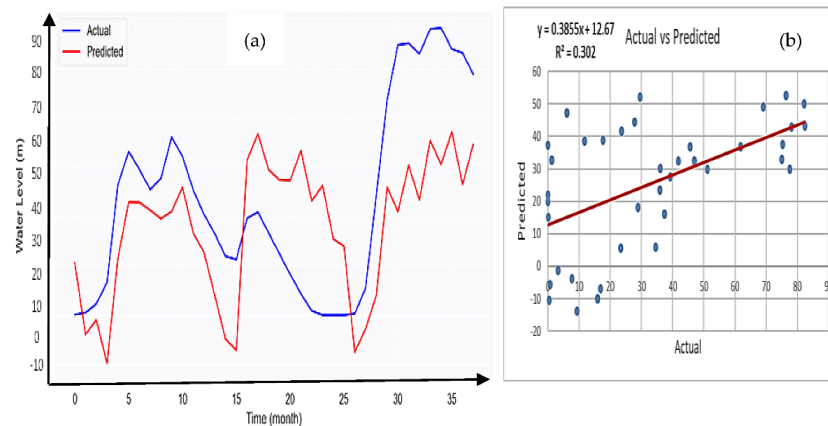 Actual
Predicted
(a)
90
80
70
60
50
40
30
20
10
0
-10
Water Level (m)
0 5 10 15 20 25 30 35
Time (month)
y = 0.3855x + 12.67
R² = 0.302
Actual vs Predicted
(b)
60
50
40
30
20
10
0
-10
-20
Predicted
0 10 20 30 40 50 60 70 80 90
Actual